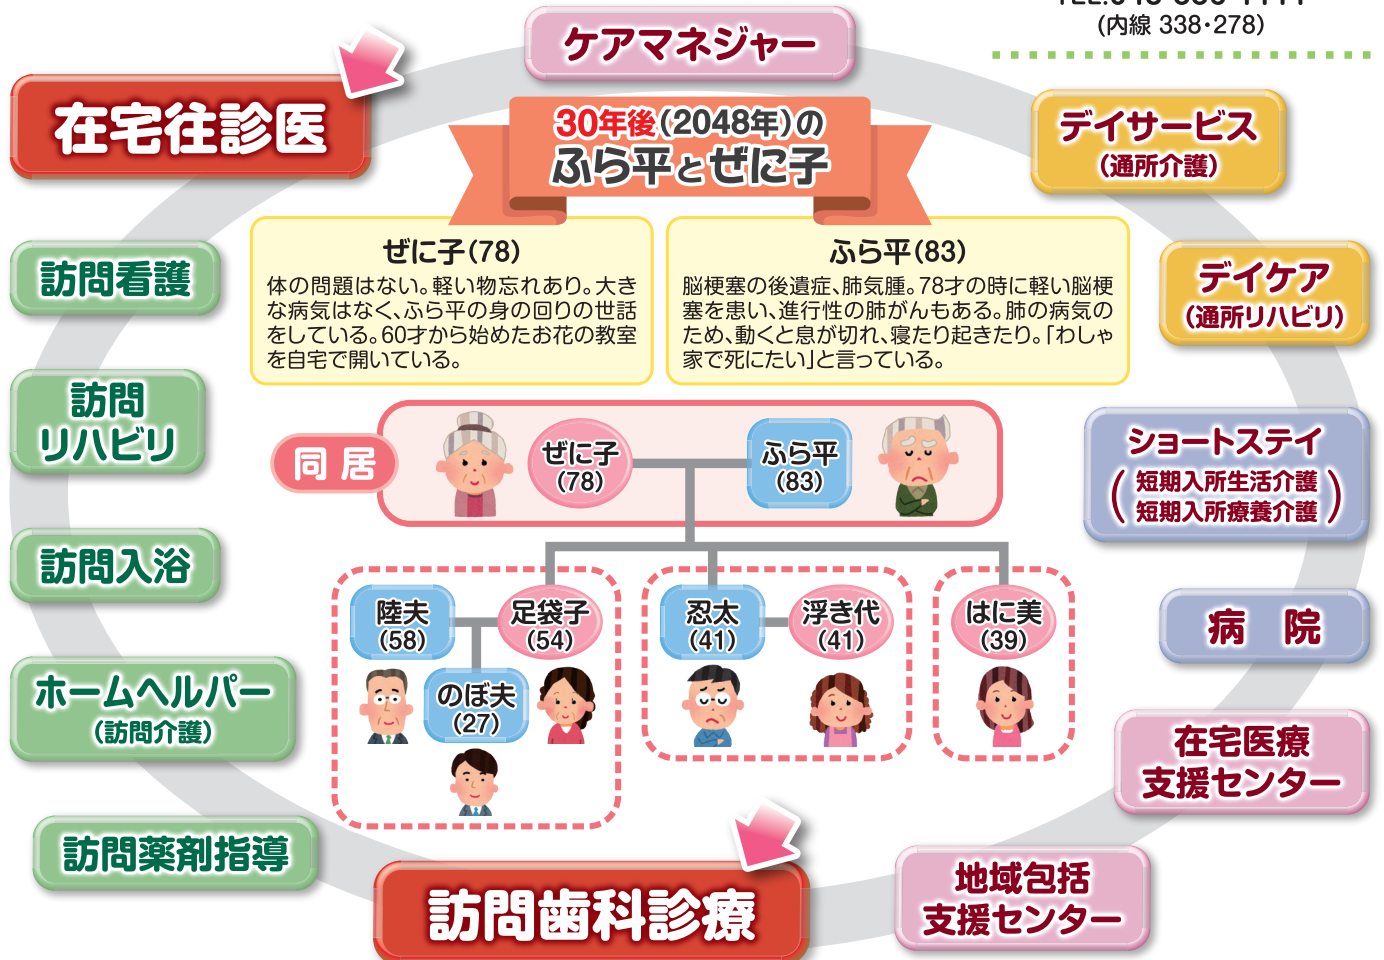 (内線 338・278)
ケアマネジャー
在宅往診医
30年後(2048年)の
ふら平とぜに子
デイサービス
(通所介護)
訪問看護
ぜに子(78)
体の問題はない。軽い物忘れあり。大き
な病気はなく、ふら平の身の回りの世話
をしている。60才から始めたお花の教室
を自宅で開いている。
ふら平(83)
脳梗塞の後遺症、肺気腫。78才の時に軽い脳梗
塞を患い、進行性の肺がんもある。肺の病気の
ため、動くと息が切れ、寝たり起きたり。「わしゃ
家で死にたい」と言っている。
デイケア
(通所リハビリ)
訪問
リハビリ
同居
ぜに子
(78)
ふら平
(83)
ショートステイ
(短期入所生活介護
短期入所療養介護)
訪問入浴
陸夫
(58)
足袋子
(54)
のぼ夫
(27)
忍太
(41)
浮き代
(41)
はに美
(39)
病院
ホームヘルパー
(訪問介護)
在宅医療
支援センター
訪問薬剤指導
訪問歯科診療
地域包括
支援センター